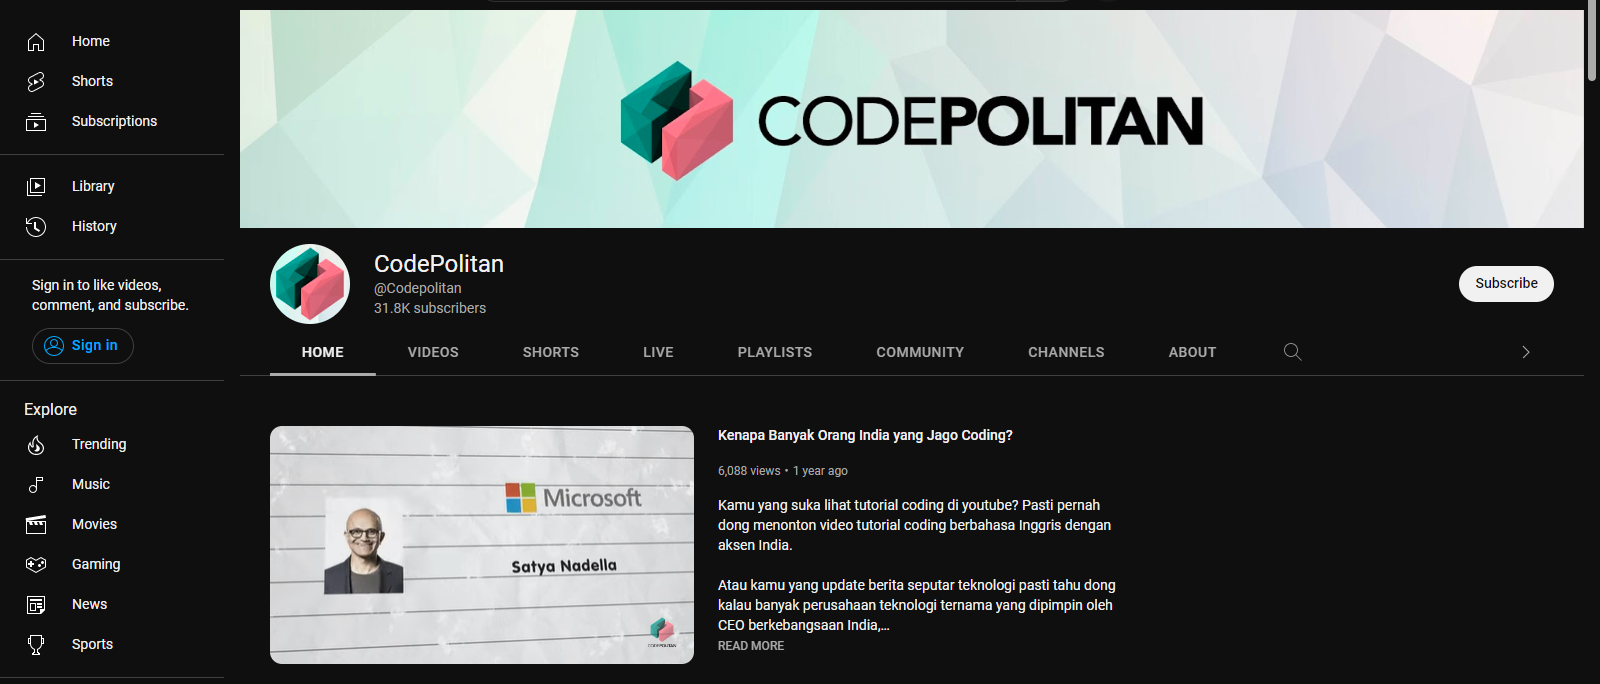 Home
Shorts
Subscriptions
Library
History
Sign in to like videos,
comment, and subscribe.
Sign in
Explore
Trending
Music
Movies
Gaming
News
Sports
CODEPOLITAN
CodePolitan
@Codepolitan
31.8K subscribers
Subscribe
HOME VIDEOS SHORTS LIVE PLAYLISTS COMMUNITY CHANNELS ABOUT
Microsoft
Satya Nadella
CODEPOLITAN
Kenapa Banyak Orang India yang Jago Coding?
6,088 views • 1 year ago
Kamu yang suka lihat tutorial coding di youtube? Pasti pernah
dong menonton video tutorial coding berbahasa Inggris dengan
aksen India.
Atau kamu yang update berita seputar teknologi pasti tahu dong
kalau banyak perusahaan teknologi ternama yang dipimpin oleh
CEO berkebangsaan India,...
READ MORE